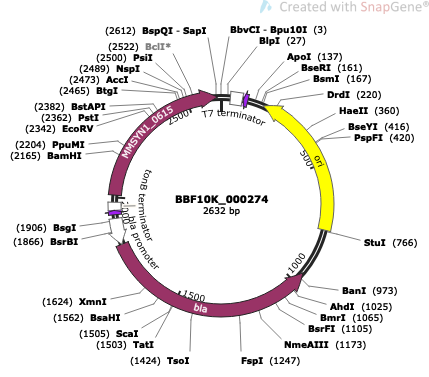 Created with SnapGene®
(2612) BspQI - SapI
(2522) BclI*
(2500) PsiI
(2489) NspI
(2473) AccI
(2465) BtgI
(2382) BstAPI
(2362) PstI
(2342) EcoRV
(2204) PpuMI
(2165) BamHI
(1906) BsgI
(1866) BsrBI
(1624) XmnI
(1562) BsaHI
(1505) ScaI
(1503) TatI
(1424) TsoI
BbvCI - Bpu10I (3)
BlpI (27)
ApoI (137)
BseRI (161)
BsmI (167)
DrdI (220)
HaeII (360)
BseYI (416)
PspFI (420)
StuI (766)
BanI (973)
AhdI (1025)
BmrI (1065)
BsrFI (1105)
NmeAIII (1173)
FspI (1247)
T7 terminator
MMSYN1_0615
ori
tonB terminator
bla promoter
bla
500
1000
1500
2000
2500
BBF10K_000274
2632 bp